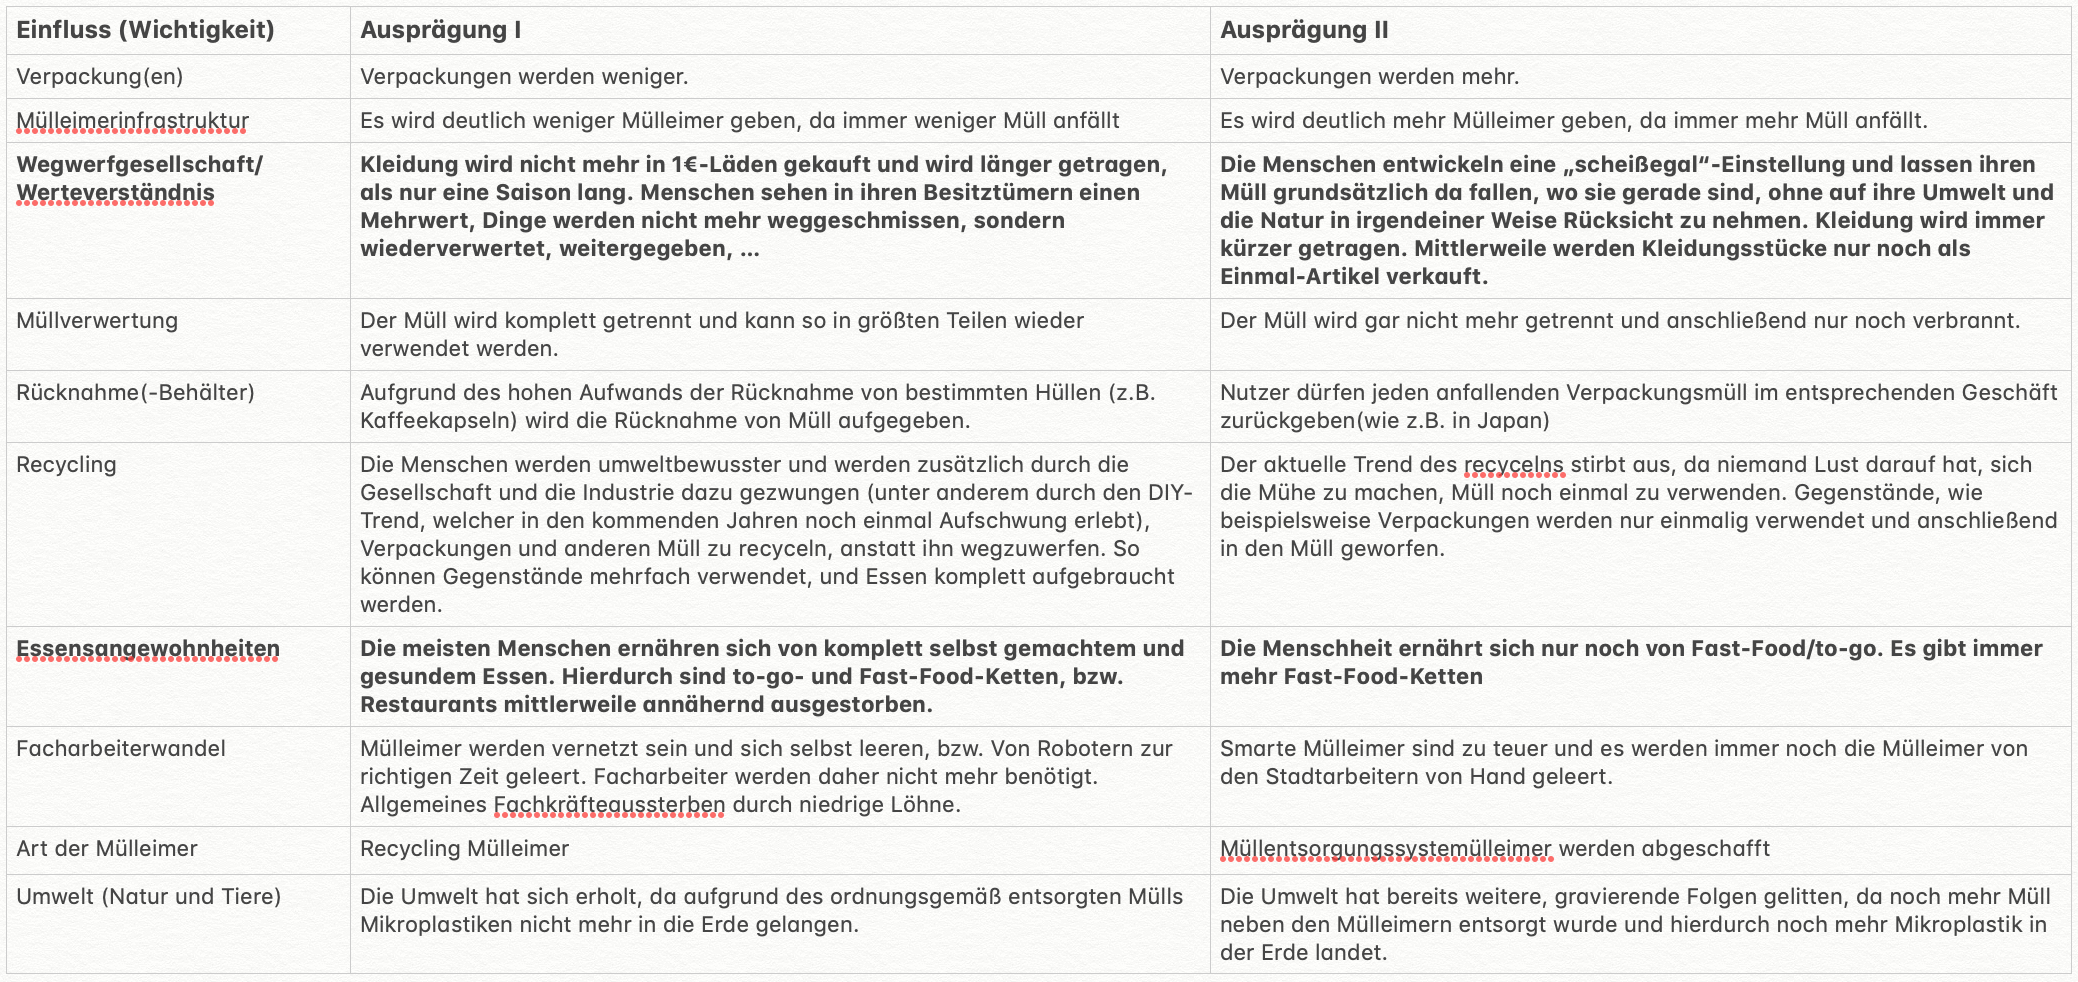 Einfluss (Wichtigkeit)
Ausprägung I
Ausprägung II
Verpackung(en)
Verpackungen werden weniger.
Verpackungen werden mehr.
Mülleimerinfrastruktur
Es wird deutlich weniger Mülleimer geben, da immer weniger Müll anfällt
Es wird deutlich mehr Mülleimer geben, da immer mehr Müll anfällt.
Wegwerfgesellschaft/
Werteverständnis
Kleidung wird nicht mehr in 1€-Läden gekauft und wird länger getragen,
als nur eine Saison lang. Menschen sehen in ihren Besitztümern einen
Mehrwert, Dinge werden nicht mehr weggeschmissen, sondern
wiederverwertet, weitergegeben, ...
Die Menschen entwickeln eine „scheißegal“-Einstellung und lassen ihren
Müll grundsätzlich da fallen, wo sie gerade sind, ohne auf ihre Umwelt und
die Natur in irgendeiner Weise Rücksicht zu nehmen. Kleidung wird immer
kürzer getragen. Mittlerweile werden Kleidungsstücke nur noch als
Einmal-Artikel verkauft.
Müllverwertung
Der Müll wird komplett getrennt und kann so in größten Teilen wieder
verwendet werden.
Der Müll wird gar nicht mehr getrennt und anschließend nur noch verbrannt.
Rücknahme(-Behälter)
Aufgrund des hohen Aufwands der Rücknahme von bestimmten Hüllen (z.B.
Kaffeekapseln) wird die Rücknahme von Müll aufgegeben.
Nutzer dürfen jeden anfallenden Verpackungsmüll im entsprechenden Geschäft
zurückgeben(wie z.B. in Japan)
Recycling
Die Menschen werden umweltbewusster und werden zusätzlich durch die
Gesellschaft und die Industrie dazu gezwungen (unter anderem durch den DIY-
Trend, welcher in den kommenden Jahren noch einmal Aufschwung erlebt),
Verpackungen und anderen Müll zu recyceln, anstatt ihn wegzuwerfen. So
können Gegenstände mehrfach verwendet, und Essen komplett aufgebraucht
werden.
Der aktuelle Trend des recycelns stirbt aus, da niemand Lust darauf hat, sich
die Mühe zu machen, Müll noch einmal zu verwenden. Gegenstände, wie
beispielsweise Verpackungen werden nur einmalig verwendet und anschließend
in den Müll geworfen.
Essensangewohnheiten
Die meisten Menschen ernähren sich von komplett selbst gemachtem und
gesundem Essen. Hierdurch sind to-go- und Fast-Food-Ketten, bzw.
Restaurants mittlerweile annähernd ausgestorben.
Die Menschheit ernährt sich nur noch von Fast-Food/to-go. Es gibt immer
mehr Fast-Food-Ketten
Facharbeiterwandel
Mülleimer werden vernetzt sein und sich selbst leeren, bzw. Von Robotern zur
richtigen Zeit geleert. Facharbeiter werden daher nicht mehr benötigt.
Allgemeines Fachkräfteaussterben durch niedrige Löhne.
Smarte Mülleimer sind zu teuer und es werden immer noch die Mülleimer von
den Stadtarbeitern von Hand geleert.
Art der Mülleimer
Recycling Mülleimer
Müllentsorgungssystemülleimer werden abgeschafft
Umwelt (Natur und Tiere)
Die Umwelt hat sich erholt, da aufgrund des ordnungsgemäß entsorgten Mülls
Mikroplastiken nicht mehr in die Erde gelangen.
Die Umwelt hat bereits weitere, gravierende Folgen gelitten, da noch mehr Müll
neben den Mülleimern entsorgt wurde und hierdurch noch mehr Mikroplastik in
der Erde landet.